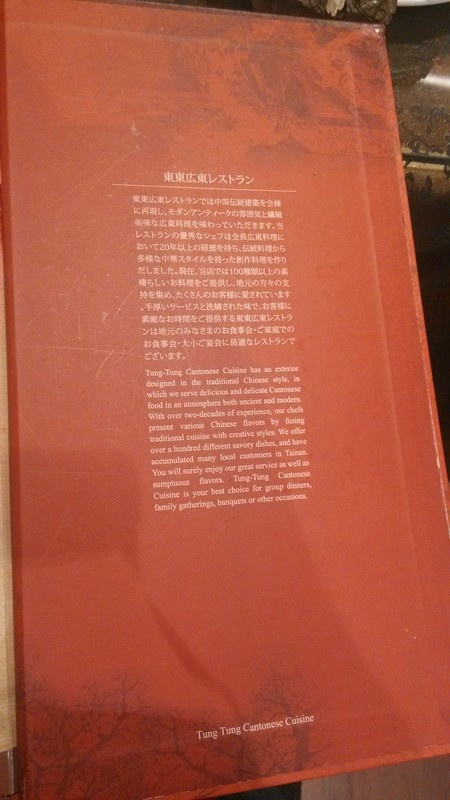 東東広東レストラン
東東広東レストランでは中国伝統建築を全棟
に再現し、モダンアンティークの雰囲気と繊細
美味な広東料理を味わっていただきます。当
レストランの優秀なシェフは全員広東料理に
おいて20年以上の経歴を持ち、伝統料理から
多様な中華スタイルを持った創作料理を作り
だしました。現在、当店では100種類以上の素
晴らしいお料理をご提供し、地元の方々の支
持を集め、たくさんのお客様に愛されています
。手厚いサービスと洗練された味で、お客様に
素敵なお時間をご提供する東東広東レストラ
ンは地元のみなさまのお食事会・ご家庭での
お食事会・大小ご宴会に最適なレストランで
ございます。
Tung-Tung Cantonese Cuisine has an exterior
designed in the traditional Chinese style, in
which we serve delicious and delicate Cantonese
food in an atmosphere both ancient and modern.
With over two-decades of experience, our chefs
present various Chinese flavors by fusing
traditional cuisine with creative styles. We offer
over a hundred different savory dishes, and have
accumulated many local customers in Tainan.
You will surely enjoy our great service as well as
sumptuous flavors. Tung-Tung Cantonese
Cuisine is your best choice for group dinners,
family gatherings, banquets or other occasions.
Tung Tung Cantonese Cuisine